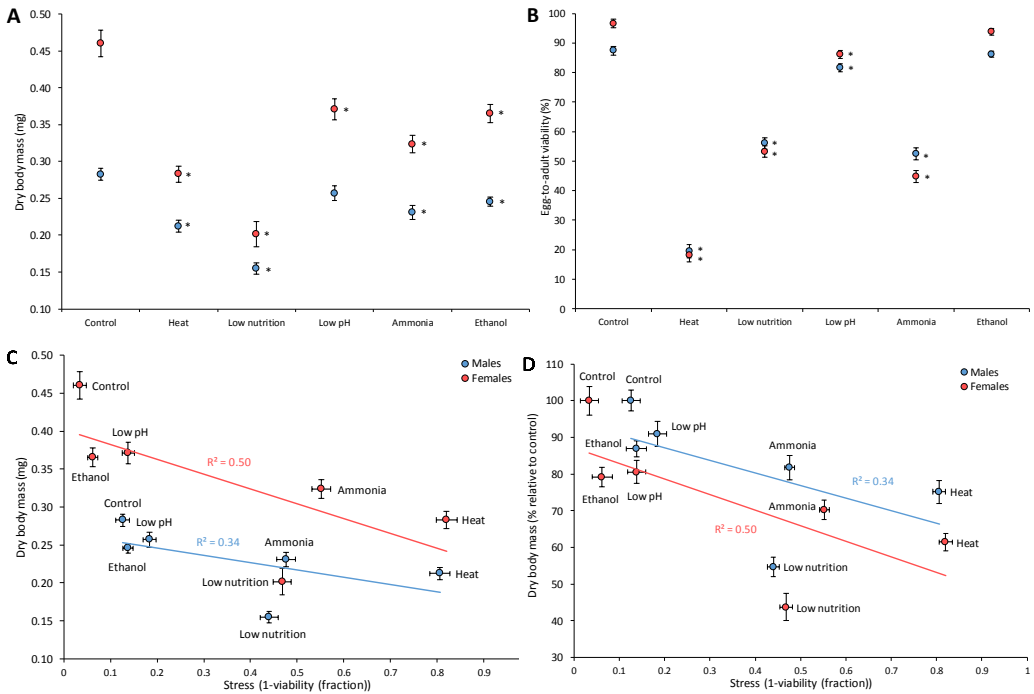 A
Dry body mass (mg)
0.50
0.45
0.40
0.35
0.30
0.25
0.20
0.15
0.10
*
*
*
*
*
*
*
*
*
Control Heat Low nutrition Low pH Ammonia Ethanol
B
Egg-to-adult viability (%)
100
90
80
70
60
50
40
30
20
10
0
*
*
*
*
*
*
*
*
Control Heat Low nutrition Low pH Ammonia Ethanol
C
Dry body mass (mg)
0.50
0.45
0.40
0.35
0.30
0.25
0.20
0.15
0.10
Males
Females
Control
Low pH
Ethanol
R² = 0.50
Ammonia
Control
Low pH
Ethanol
R² = 0.34
Ammonia
Heat
Low nutrition
Heat
Low nutrition
0 0.1 0.2 0.3 0.4 0.5 0.6 0.7 0.8 0.9
Stress (1-viability (fraction))
D
Dry body mass (% relative to control)
110
100
90
80
70
60
50
40
30
Males
Females
Control Control
Low pH
Ethanol
Ammonia
Ethanol Low pH
R² = 0.34
Heat
Ammonia
R² = 0.50
Heat
Low nutrition
Low nutrition
0 0.1 0.2 0.3 0.4 0.5 0.6 0.7 0.8 0.9 1
Stress (1-viability (fraction))